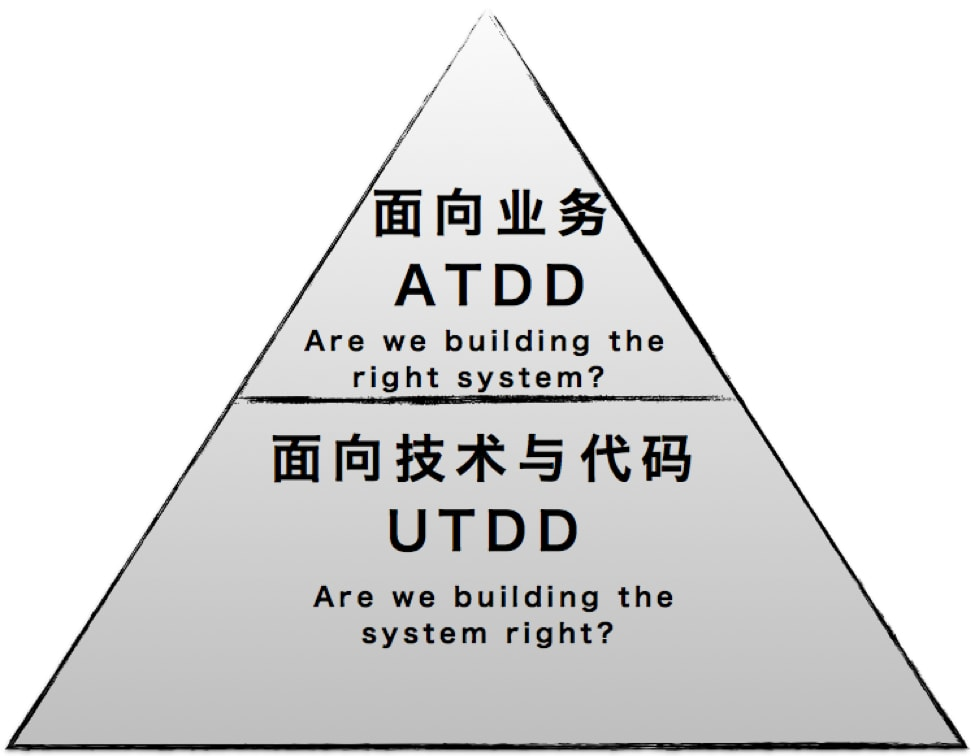 面向业务
ATDD
Are we building the
right system?
面向技术与代码
UTDD
Are we building the
system right?